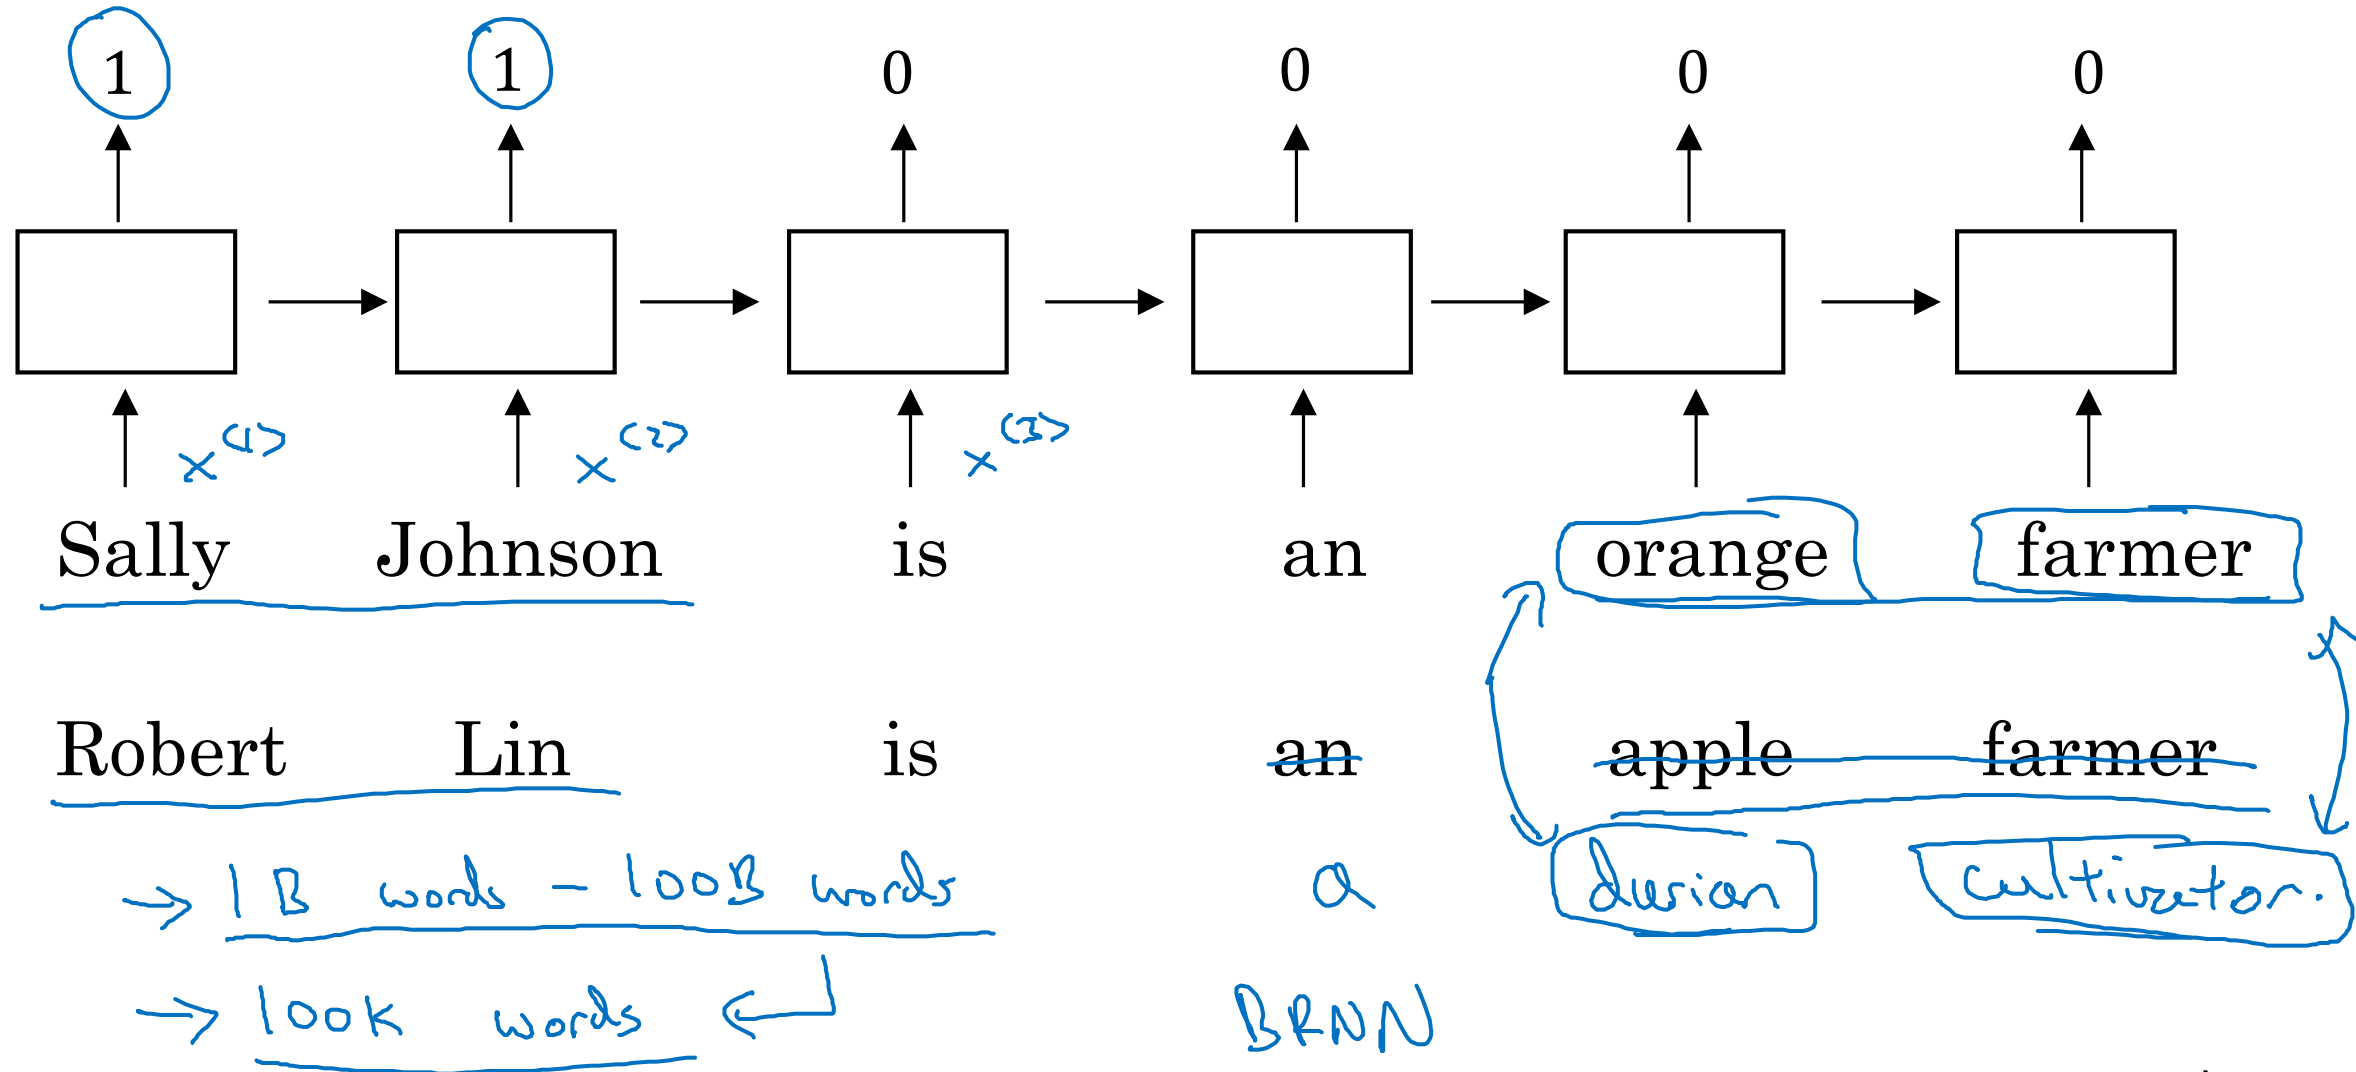 1 1 0 0 0 0
x<1> x<2> x<3>
Sally Johnson is an orange farmer
Robert Lin is an apple farmer
→ 1B words - 100B words a durian cultivator.
→ 100K words BRNN